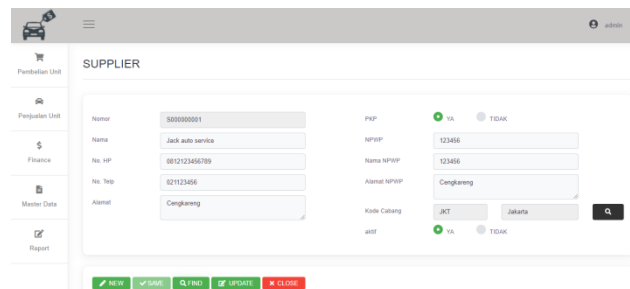 admin
Pembelian Unit
Penjualan Unit
Finance
Master Data
Report
SUPPLIER
Nomor S000000001
Nama Jack auto service
No. HP 0812123456789
No. Telp 021123456
Alamat Cengkareng
PKP YA TIDAK
NPWP 123456
Nama NPWP 123456
Alamat NPWP Cengkareng
Kode Cabang JKT Jakarta
aktif YA TIDAK
NEW SAVE FIND UPDATE CLOSE